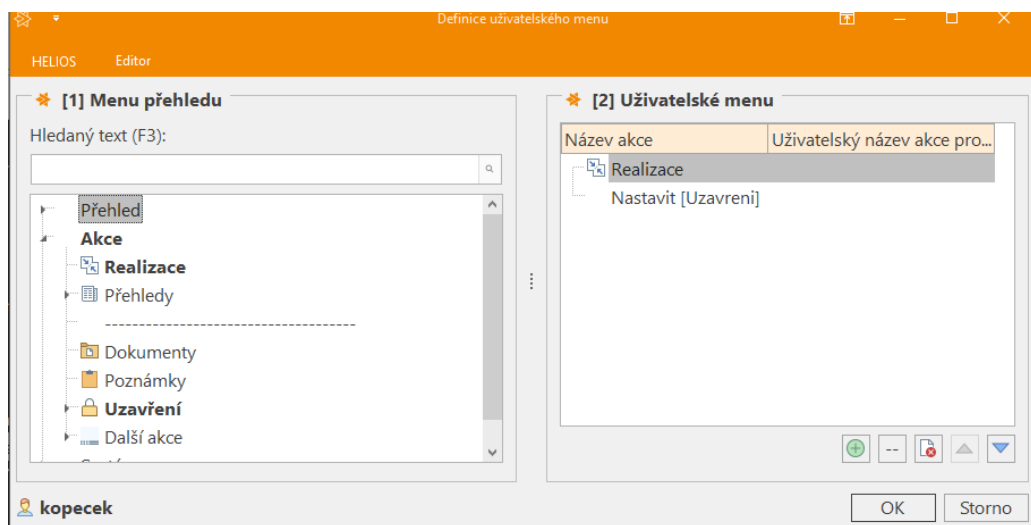 Definice uživatelského menu
HELIOS Editor
[1] Menu přehledu
Hledaný text (F3):
Přehled
Akce
Realizace
Přehledy
-------------------------------------
Dokumenty
Poznámky
Uzavření
Další akce
[2] Uživatelské menu
Název akce Uživatelský název akce pro...
Realizace
Nastavit [Uzavreni]
--
kopecek
OK Storno